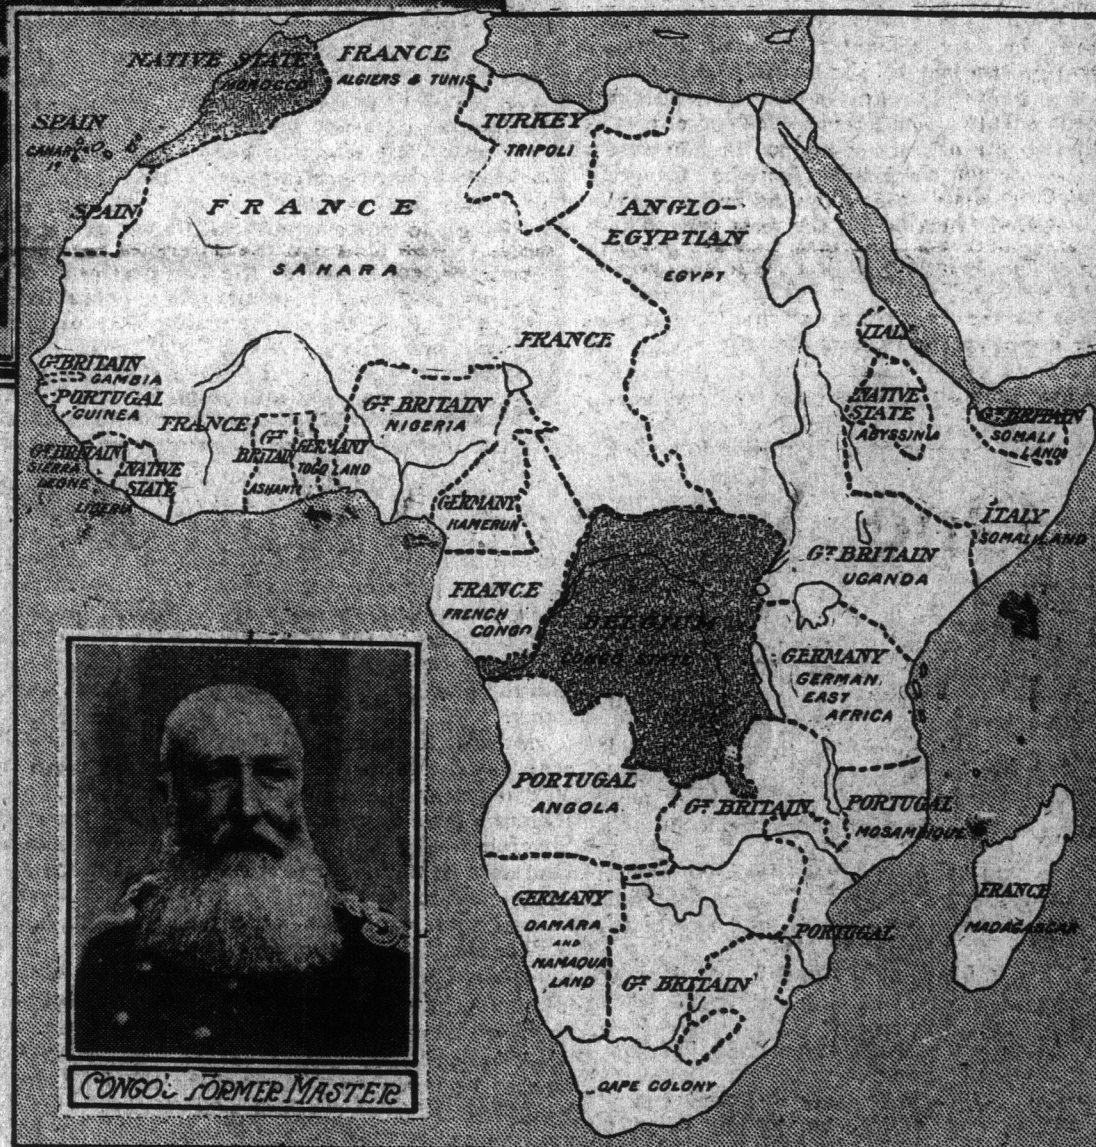 NATIVE STATE
MOROCCO
FRANCE
ALGIERS & TUNIS
SPAIN
TURKEY
TRIPOLI
SPAIN
FRANCE
SAHARA
ANGLO-
EGYPTIAN
EGYPT
FRANCE
ITALY
GT BRITAIN
GAMBIA
PORTUGAL
GUINEA
FRANCE
GT BRITAIN
NIGERIA
NATIVE
STATE
ABYSSINIA
GT BRITAIN
SOMALI
LAND
GT BRITAIN
SIERRA
LEONE
NATIVE
STATE
LIBERIA
GT
BRITAIN
ASHANTI
GERMANY
TOGO LAND
GERMANY
KAMERUN
ITALY
SOMALILAND
GT BRITAIN
UGANDA
FRANCE
FRENCH
CONGO
BELGIUM
CONGO STATE
GERMANY
GERMAN
EAST
AFRICA
PORTUGAL
ANGOLA
GT BRITAIN
PORTUGAL
MOSAMBIQUE
GERMANY
DAMARA
AND
NAMAQUA
LAND
PORTUGAL
FRANCE
MADAGASCAR
GT BRITAIN
CAPE COLONY
CONGO'S FORMER MASTER